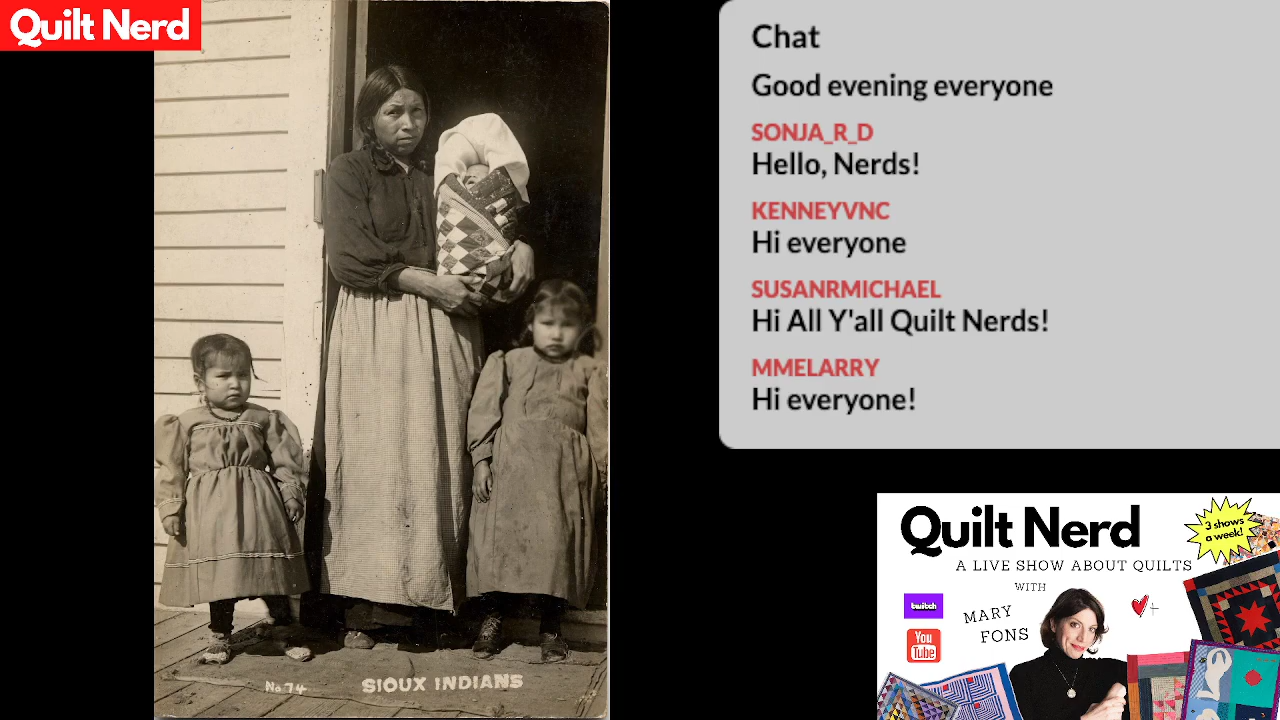 Quilt Nerd
No 74
SIOUX INDIANS
Chat
Good evening everyone
SONJA_R_D
Hello, Nerds!
KENNEYVNC
Hi everyone
SUSANRMICHAEL
Hi All Y'all Quilt Nerds!
MMELARRY
Hi everyone!
Quilt Nerd
3 shows
a week!
A LIVE SHOW ABOUT QUILTS
WITH
MARY
FONS
twitch
You
Tube